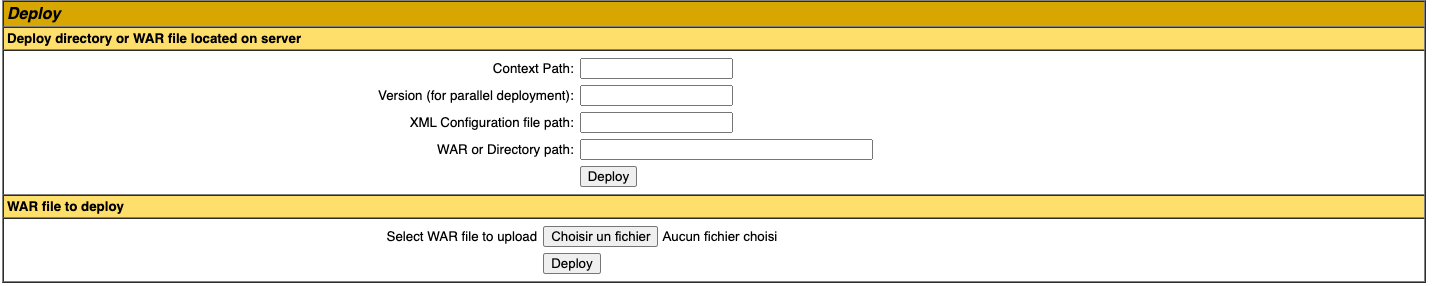 Deploy
Deploy directory or WAR file located on server
Context Path:
Version (for parallel deployment):
XML Configuration file path:
WAR or Directory path:
Deploy
WAR file to deploy
Select WAR file to upload Choisir un fichier Aucun fichier choisi
Deploy